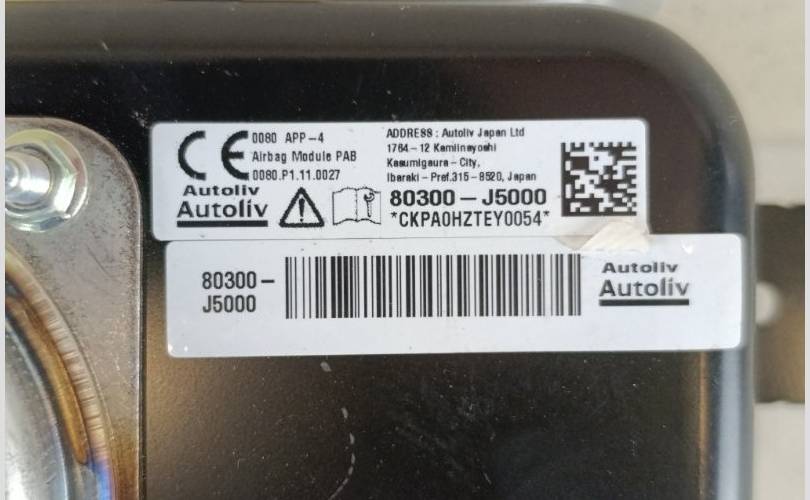 CE 0080 APP-4
Airbag Module PAB
0080.P1.11.0027
ADDRESS : Autoliv Japan Ltd
1764-12 Kamiinayoshi
Kasumigaura-City,
Ibaraki-Pref.315-8520, Japan
Autoliv
Autoliv
80300-J5000
*CKPA0HZTEY0054*
80300-
J5000
Autoliv
Autoliv